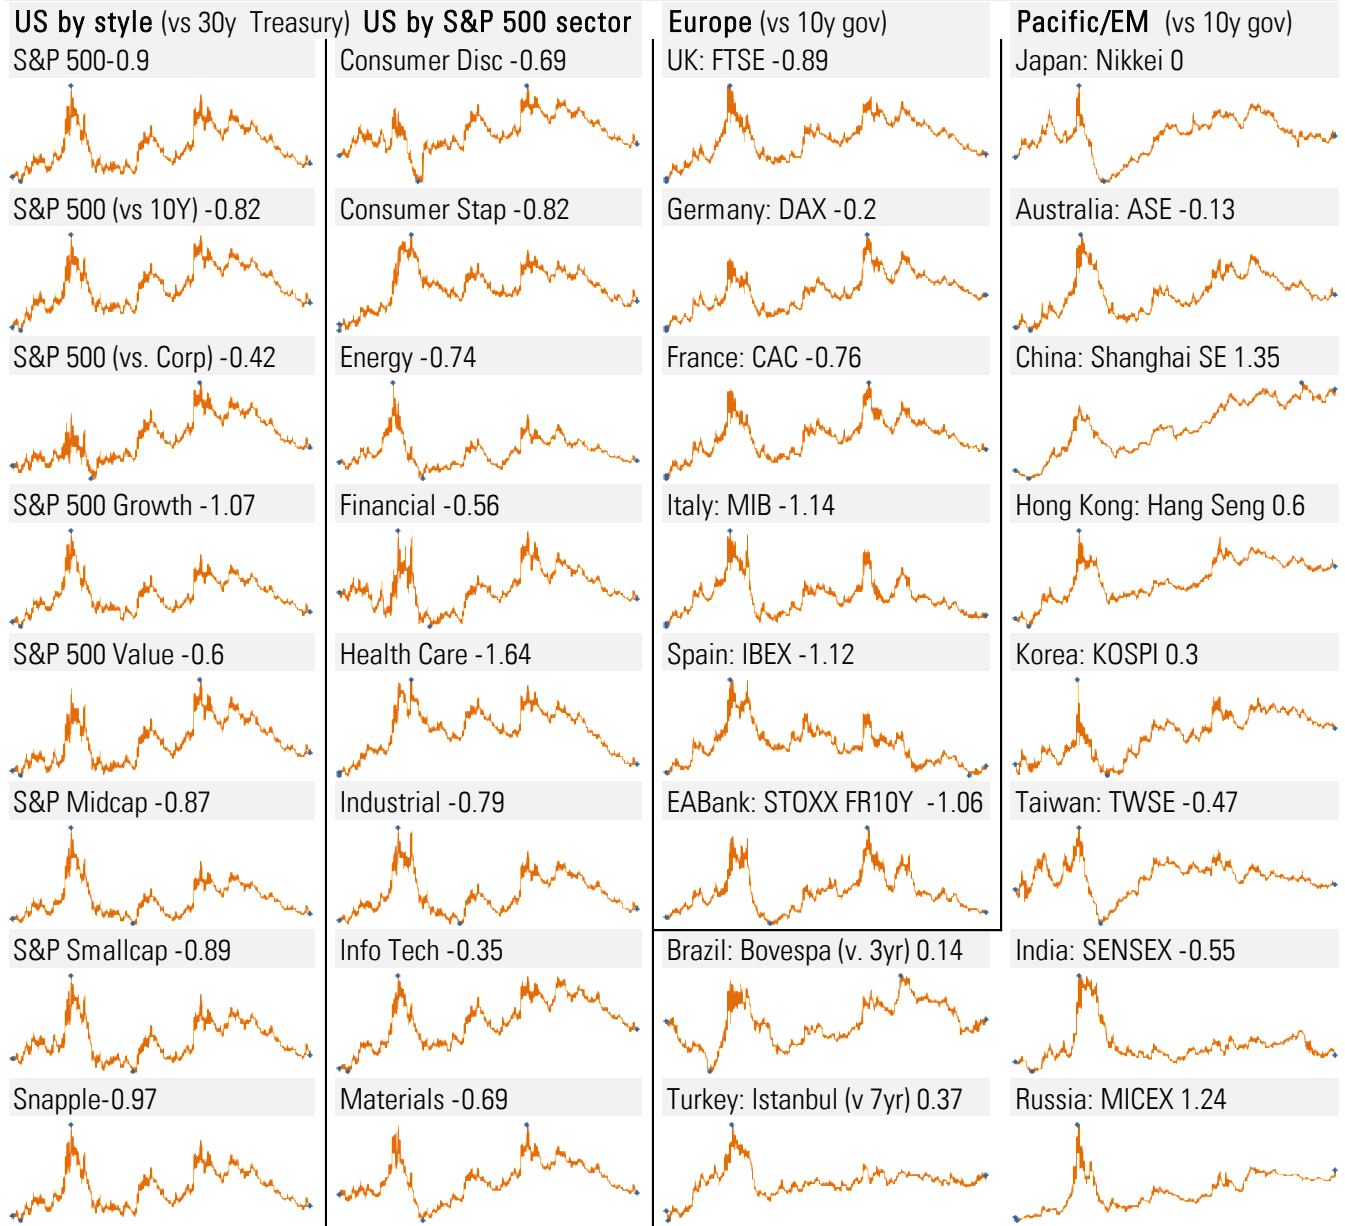 US by style (vs 30y Treasury) US by S&P 500 sector Europe (vs 10y gov) Pacific/EM (vs 10y gov)
S&P 500-0.9 Consumer Disc -0.69 UK: FTSE -0.89 Japan: Nikkei 0
S&P 500 (vs 10Y) -0.82 Consumer Stap -0.82 Germany: DAX -0.2 Australia: ASE -0.13
S&P 500 (vs. Corp) -0.42 Energy -0.74 France: CAC -0.76 China: Shanghai SE 1.35
S&P 500 Growth -1.07 Financial -0.56 Italy: MIB -1.14 Hong Kong: Hang Seng 0.6
S&P 500 Value -0.6 Health Care -1.64 Spain: IBEX -1.12 Korea: KOSPI 0.3
S&P Midcap -0.87 Industrial -0.79 EABank: STOXX FR10Y -1.06 Taiwan: TWSE -0.47
S&P Smallcap -0.89 Info Tech -0.35 Brazil: Bovespa (v. 3yr) 0.14 India: SENSEX -0.55
Snapple-0.97 Materials -0.69 Turkey: Istanbul (v 7yr) 0.37 Russia: MICEX 1.24